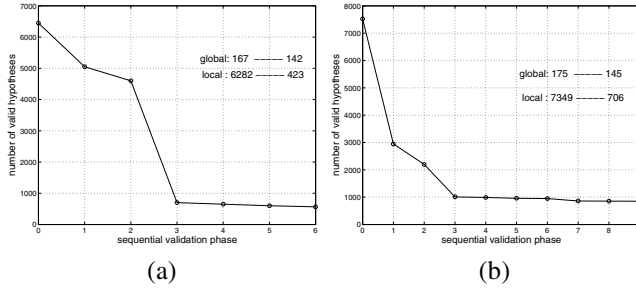 7000
6000
5000
4000
3000
2000
1000
0
number of valid hypotheses
global: 167 ----- 142
local : 6282 ----- 423
0 1 2 3 4 5 6
sequential validation phase
(a)
8000
7000
6000
5000
4000
3000
2000
1000
0
number of valid hypotheses
global: 175 ----- 145
local : 7349 ----- 706
0 1 2 3 4 5 6 7 8
sequential validation phase
(b)